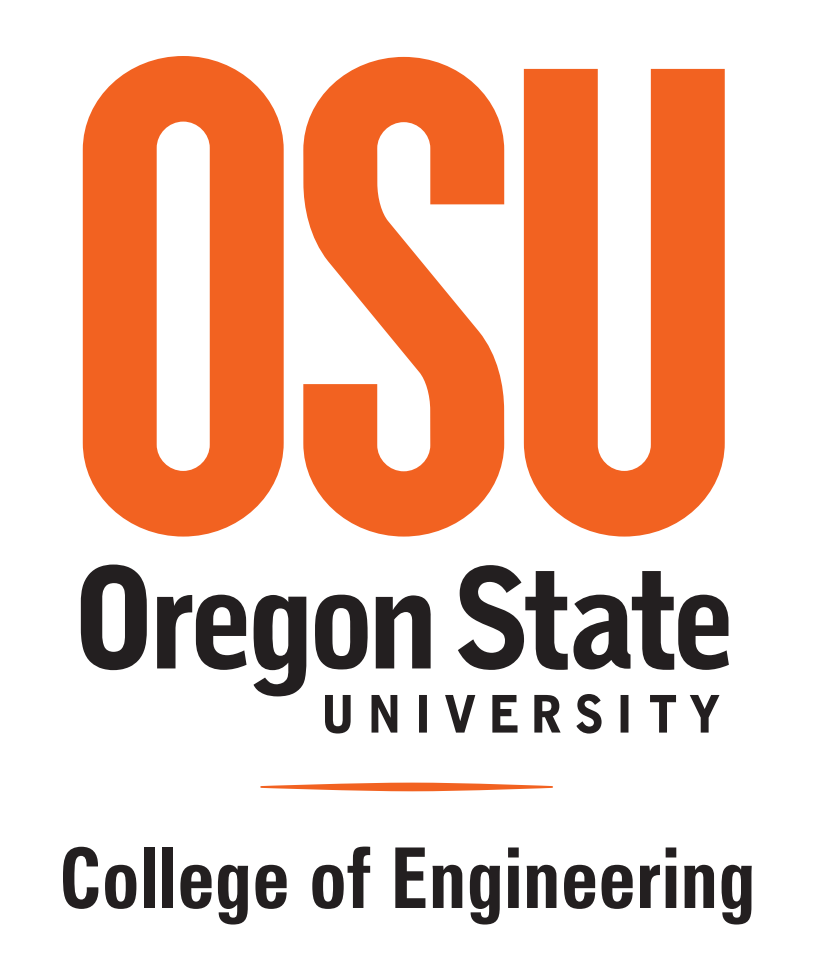 OSU
Oregon State
UNIVERSITY
College of Engineering